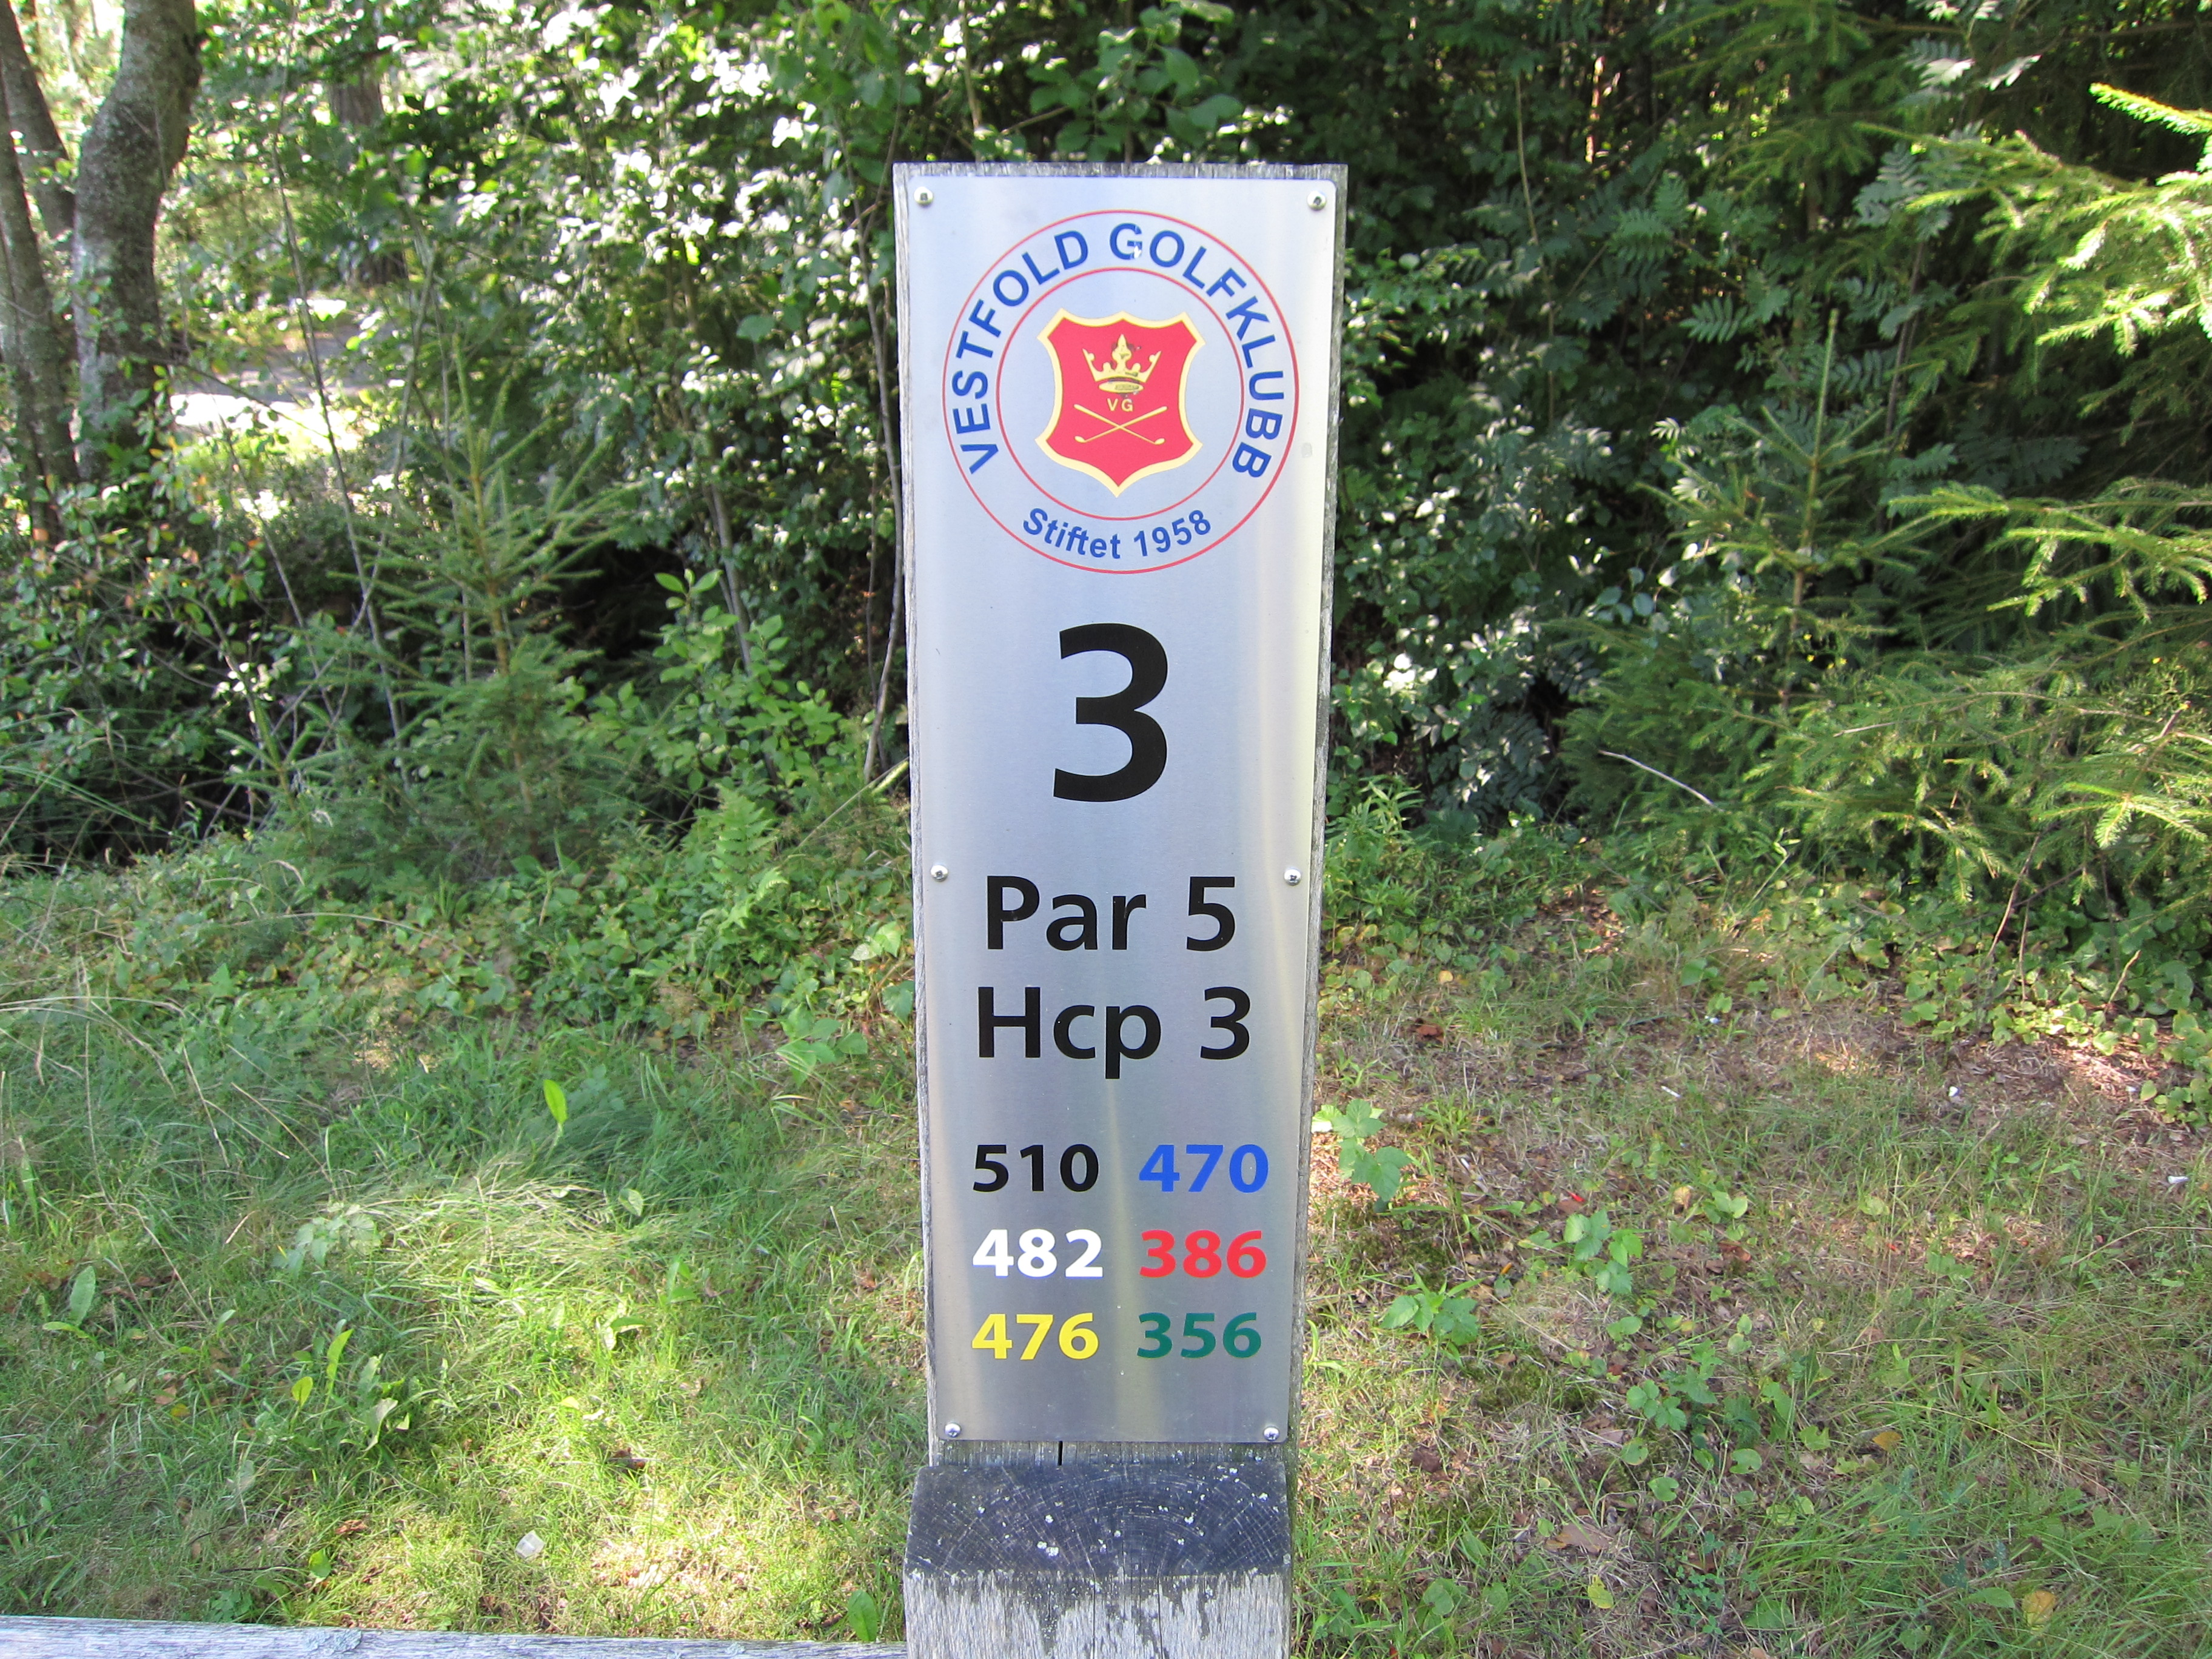 VESTFOLD GOLFKLUBB
VG
Stiftet 1958
3
Par 5
Hcp 3
510 470
482 386
476 356